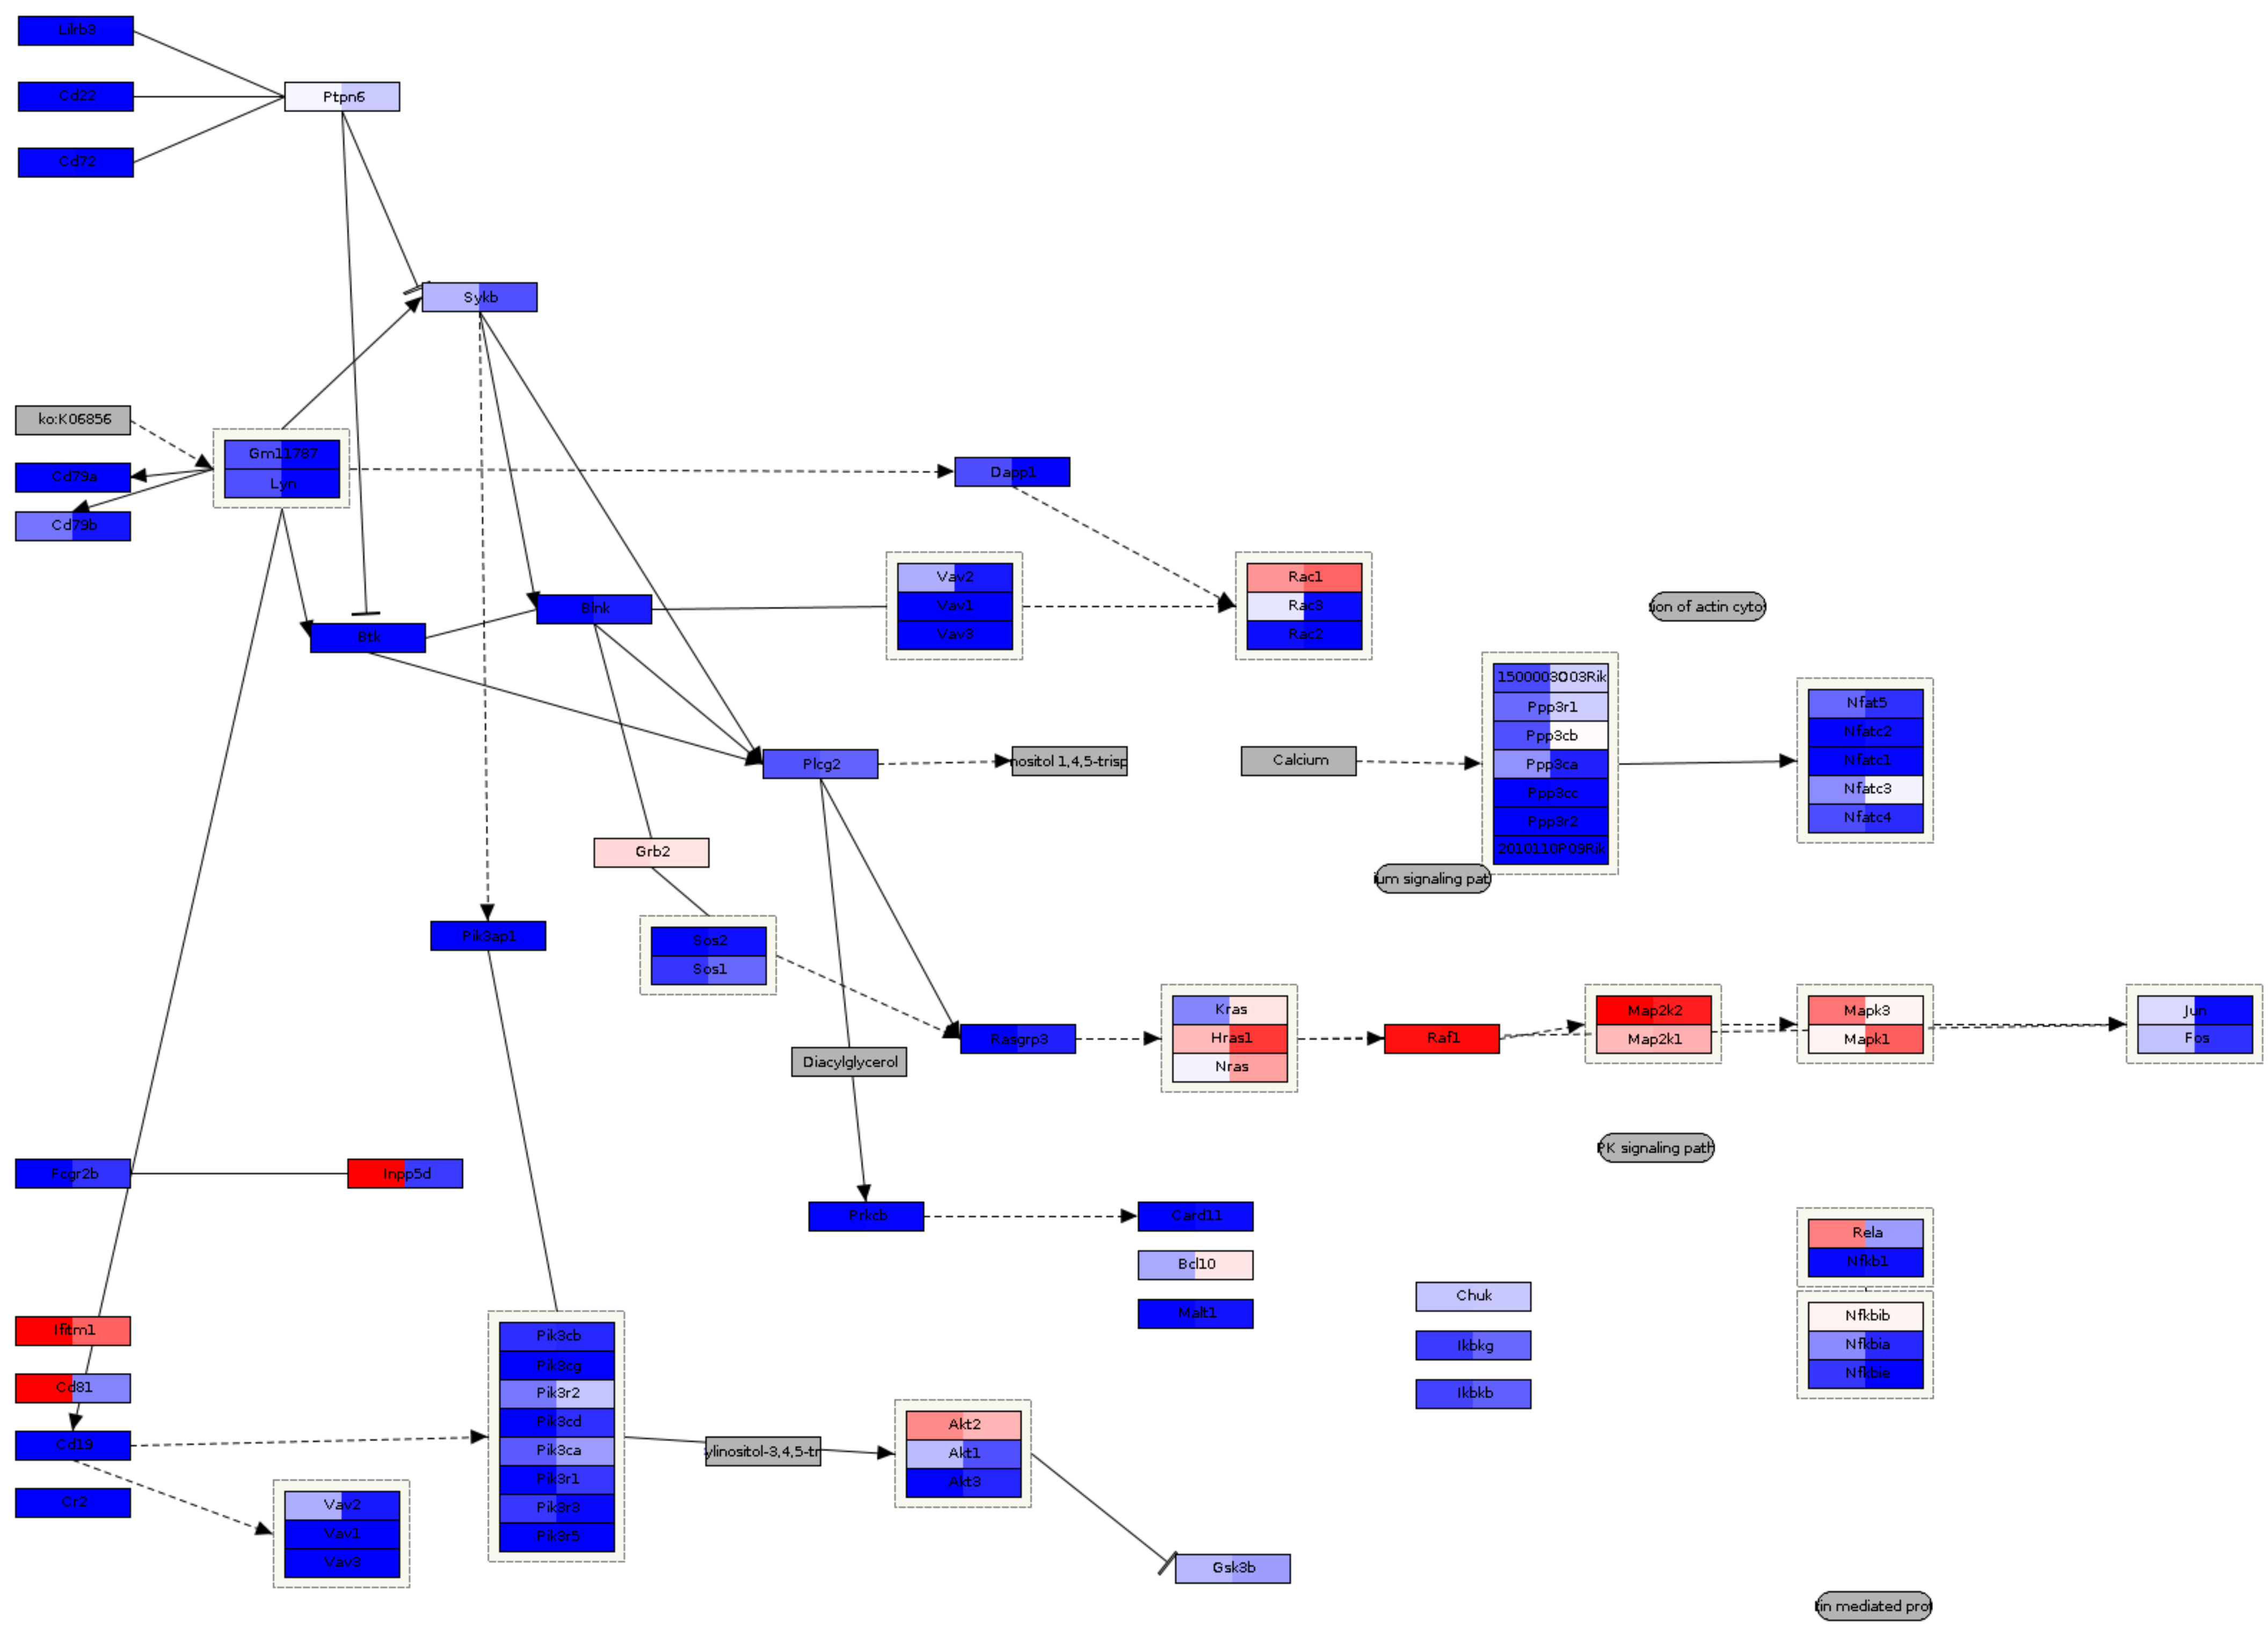 Lilrb3
Cd22
Ptpn6
Cd72
Sykb
ko:K06856
Gm11787
Lyn
Cd79a
Cd79b
Dapp1
Vav2
Vav1
Vav3
Rac1
Rac3
Rac2
Blnk
Btk
ion of actin cyto
1500003O03Rik
Ppp3r1
Ppp3cb
Ppp3ca
Ppp3cc
Ppp3r2
2010110P09Rik
Nfat5
Nfatc2
Nfatc1
Nfatc3
Nfatc4
Plcg2
nositol 1,4,5-trisp
Calcium
Grb2
ium signaling pat
Pik3ap1
Sos2
Sos1
Rasgrp3
Diacylglycerol
Kras
Hras1
Nras
Raf1
Map2k2
Map2k1
Mapk3
Mapk1
Jun
Fos
PK signaling path
Fcgr2b
Inpp5d
Prkcb
Card11
Bcl10
Malt1
Rela
Nfkb1
Chuk
Ikbkg
Ikbkb
Nfkbib
Nfkbia
Nfkbie
Ifitm1
Cd81
Cd19
Cr2
Pik3cb
Pik3cg
Pik3r2
Pik3cd
Pik3ca
Pik3r1
Pik3r3
Pik3r5
ylinositol-3,4,5-tr
Akt2
Akt1
Akt3
Vav2
Vav1
Vav3
Gsk3b
tin mediated prot